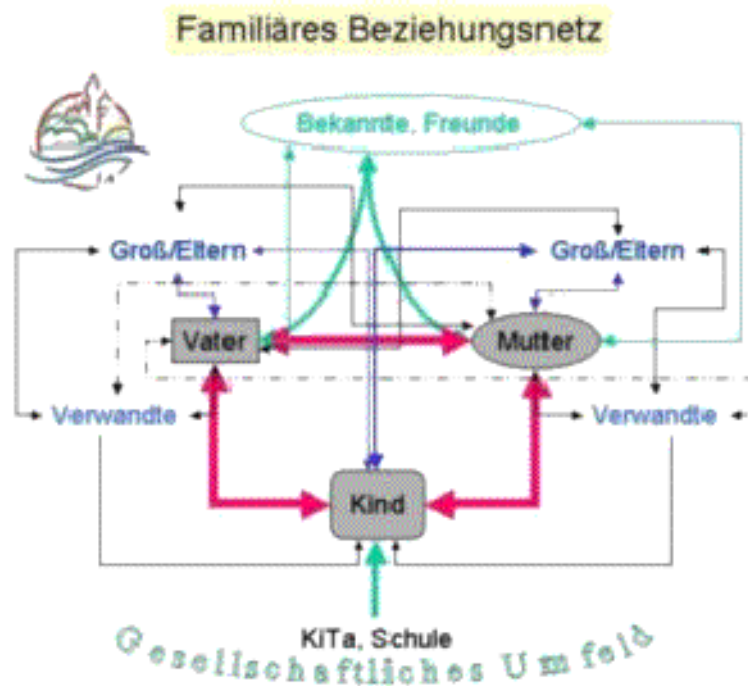 Familiäres Beziehungsnetz
Bekannte, Freunde
Groß/Eltern
Groß/Eltern
Vater
Mutter
Verwandte
Verwandte
Kind
KiTa, Schule
Gesellschaftliches Umfeld